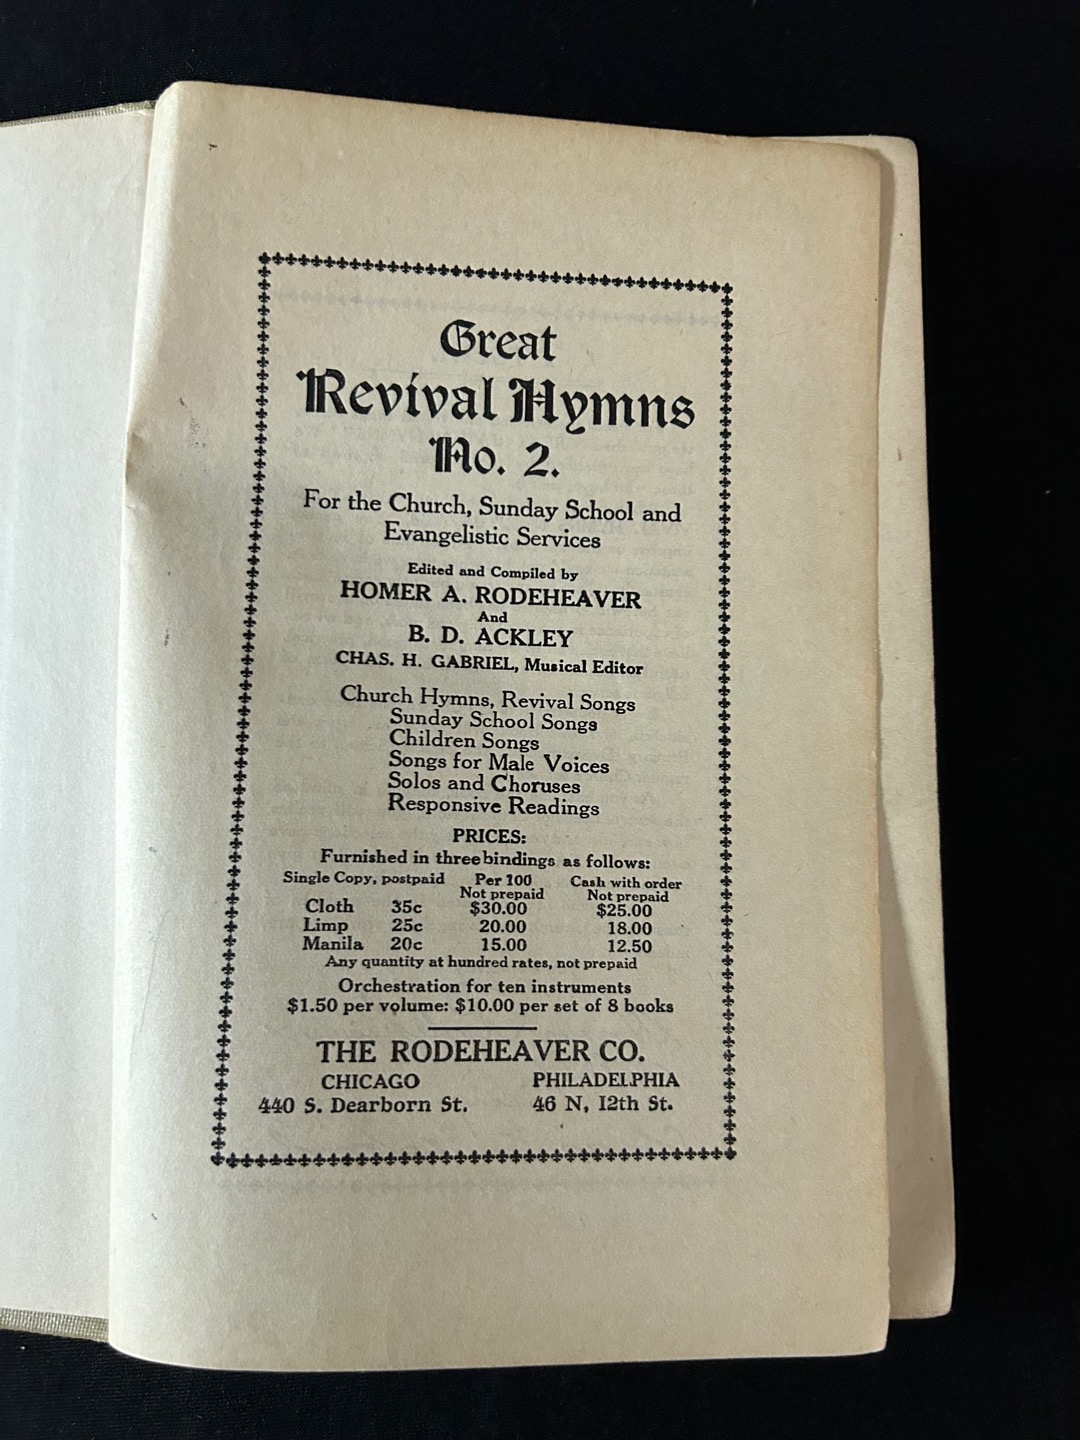 Great
Revival Hymns
No. 2.
For the Church, Sunday School and
Evangelistic Services
Edited and Compiled by
HOMER A. RODEHEAVER
And
B. D. ACKLEY
CHAS. H. GABRIEL, Musical Editor
Church Hymns, Revival Songs
Sunday School Songs
Children Songs
Songs for Male Voices
Solos and Choruses
Responsive Readings
PRICES:
Furnished in three bindings as follows:
Single Copy, postpaid Per 100 Cash with order
Not prepaid Not prepaid
Cloth 35c $30.00 $25.00
Limp 25c 20.00 18.00
Manila 20c 15.00 12.50
Any quantity at hundred rates, not prepaid
Orchestration for ten instruments
$1.50 per volume: $10.00 per set of 8 books
THE RODEHEAVER CO.
CHICAGO PHILADELPHIA
440 S. Dearborn St. 46 N, 12th St.